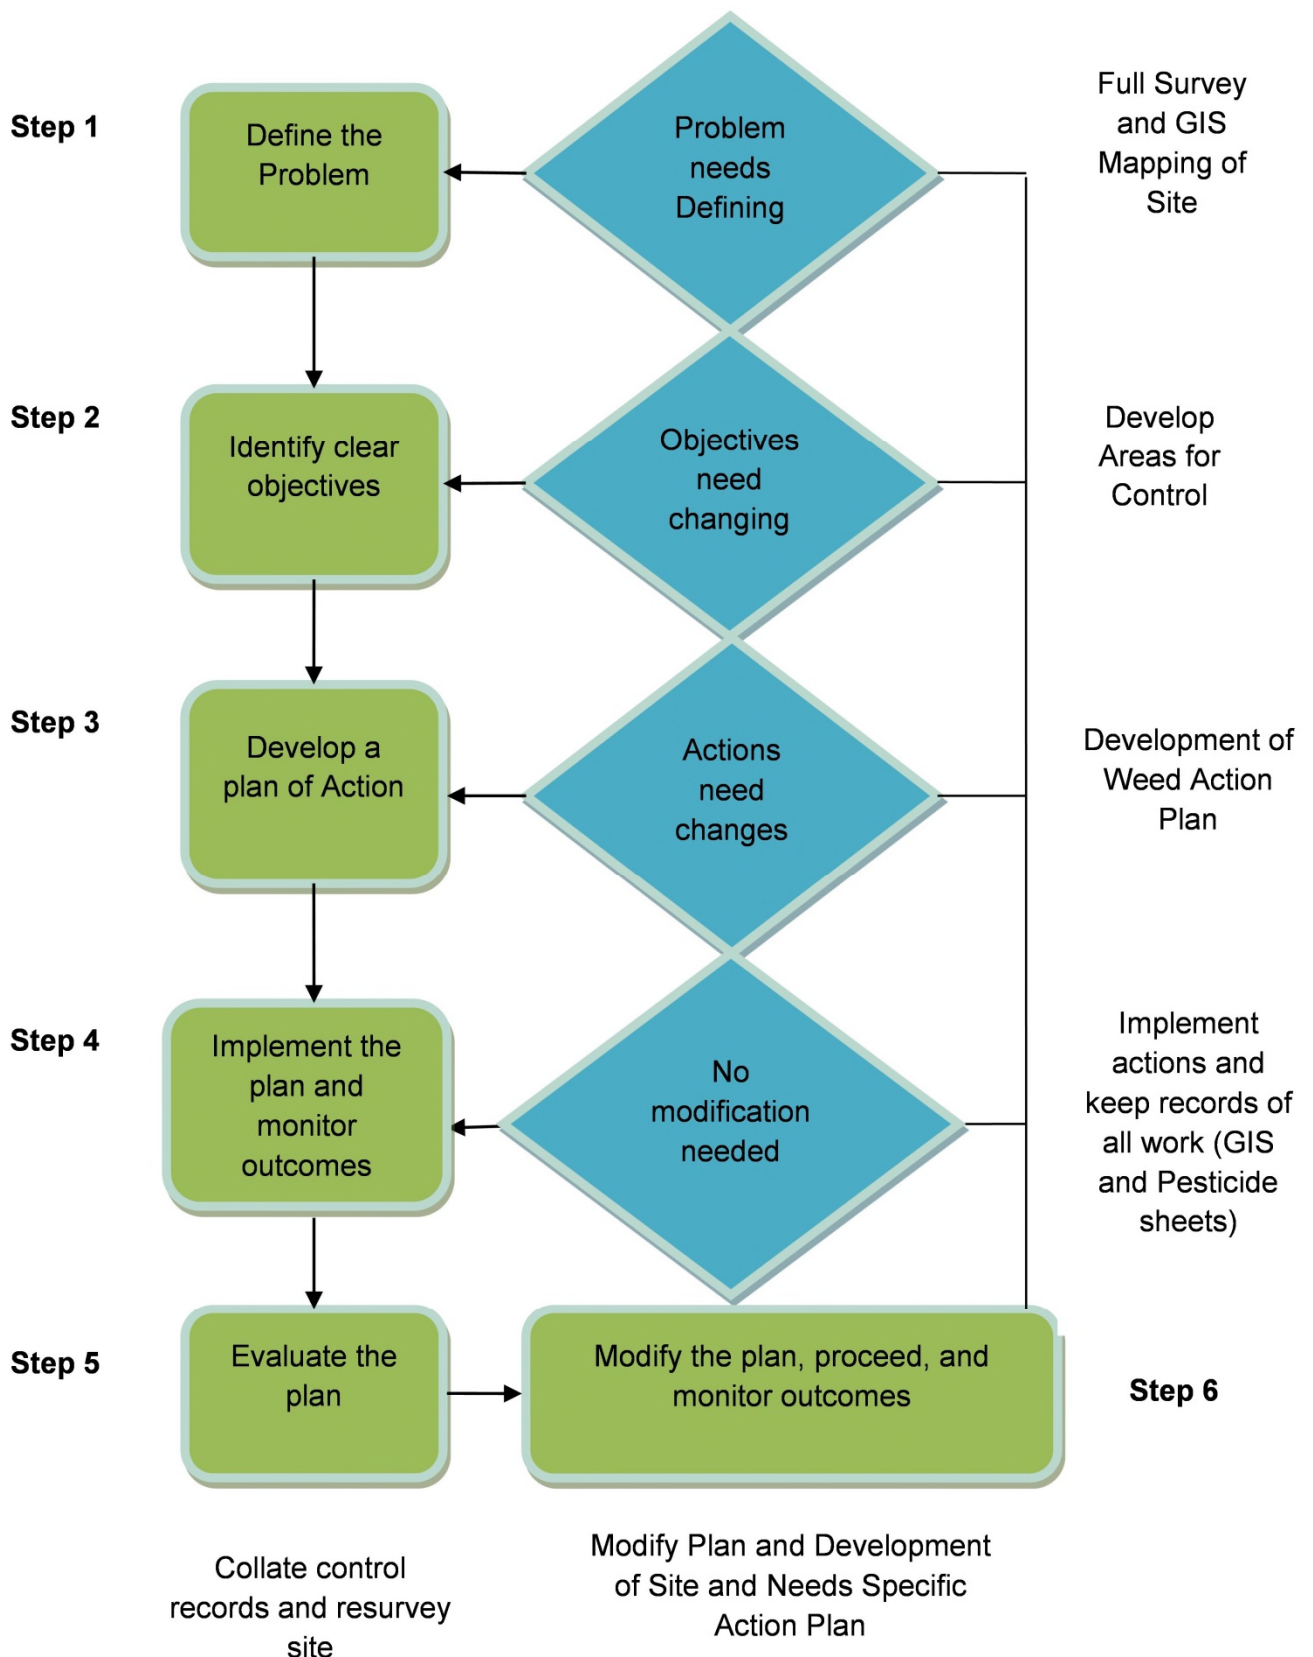 Step 1
Define the
Problem
Problem
needs
Defining
Full Survey
and GIS
Mapping of
Site
Step 2
Identify clear
objectives
Objectives
need
changing
Develop
Areas for
Control
Step 3
Develop a
plan of Action
Actions
need
changes
Development of
Weed Action
Plan
Step 4
Implement the
plan and
monitor
outcomes
No
modification
needed
Implement
actions and
keep records of
all work (GIS
and Pesticide
sheets)
Step 5
Evaluate the
plan
Modify the plan, proceed, and
monitor outcomes
Step 6
Collate control
records and resurvey
site
Modify Plan and Development
of Site and Needs Specific
Action Plan